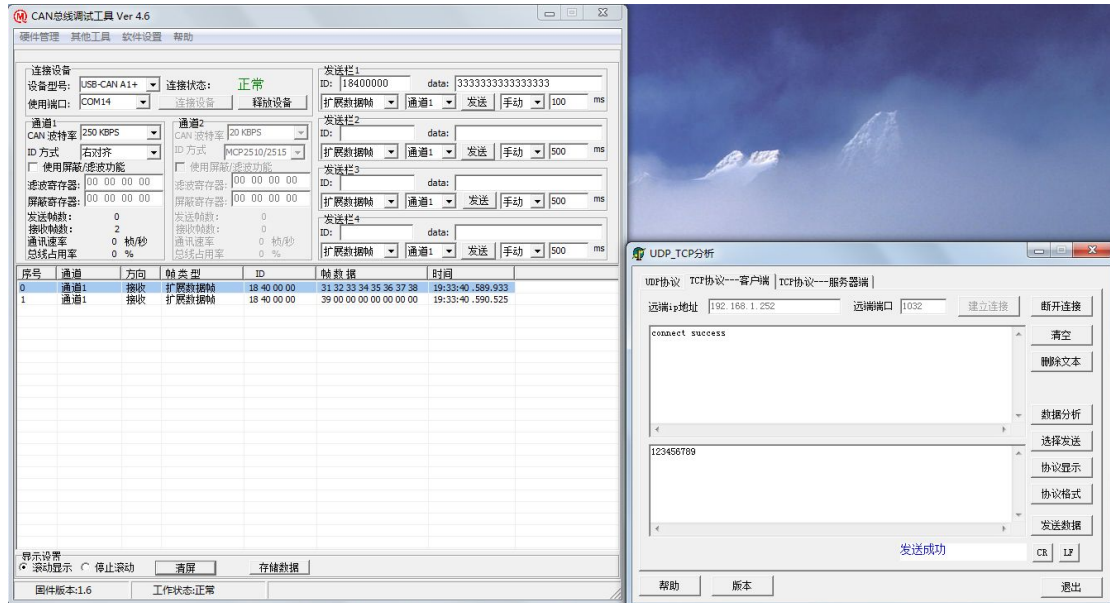 CAN总线调试工具 Ver 4.6
硬件管理 其他工具 软件设置 帮助
连接设备
设备型号: USB-CAN A1+ 连接状态: 正常
使用端口: COM14 连接设备 释放设备
通道1
CAN 波特率 250 KBPS
ID 方式 右对齐
使用屏蔽/滤波功能
滤波寄存器: 00 00 00 00
屏蔽寄存器: 00 00 00 00
发送帧数: 0
接收帧数: 2
通讯速率 0 帧/秒
总线占用率 0 %
通道2
CAN 波特率 20 KBPS
ID 方式 MCP2510/2515
使用屏蔽/滤波功能
滤波寄存器: 00 00 00 00
屏蔽寄存器: 00 00 00 00
发送帧数: 0
接收帧数: 0
通讯速率 0 帧/秒
总线占用率 0 %
发送栏1
ID: 18400000 data: 3333333333333333
扩展数据帧 通道1 发送 手动 100 ms
发送栏2
ID: data:
扩展数据帧 通道1 发送 手动 500 ms
发送栏3
ID: data:
扩展数据帧 通道1 发送 手动 500 ms
发送栏4
ID: data:
扩展数据帧 通道1 发送 手动 500 ms
序号 通道 方向 帧类型 ID 帧数据 时间
0 通道1 接收 扩展数据帧 18 40 00 00 31 32 33 34 35 36 37 38 19:33:40 .589.933
1 通道1 接收 扩展数据帧 18 40 00 00 39 00 00 00 00 00 00 00 19:33:40 .590.525
显示设置
滚动显示 停止滚动 清屏 存储数据
固件版本:1.6 工作状态:正常
UDP_TCP分析
UDP协议 TCP协议---客户端 TCP协议---服务器端
远端ip地址 192.168.1.252 远端端口 1032 建立连接 断开连接
connect success
清空
删除文本
数据分析
选择发送
123456789
协议显示
协议格式
发送数据
发送成功 CR LF
帮助 版本 退出